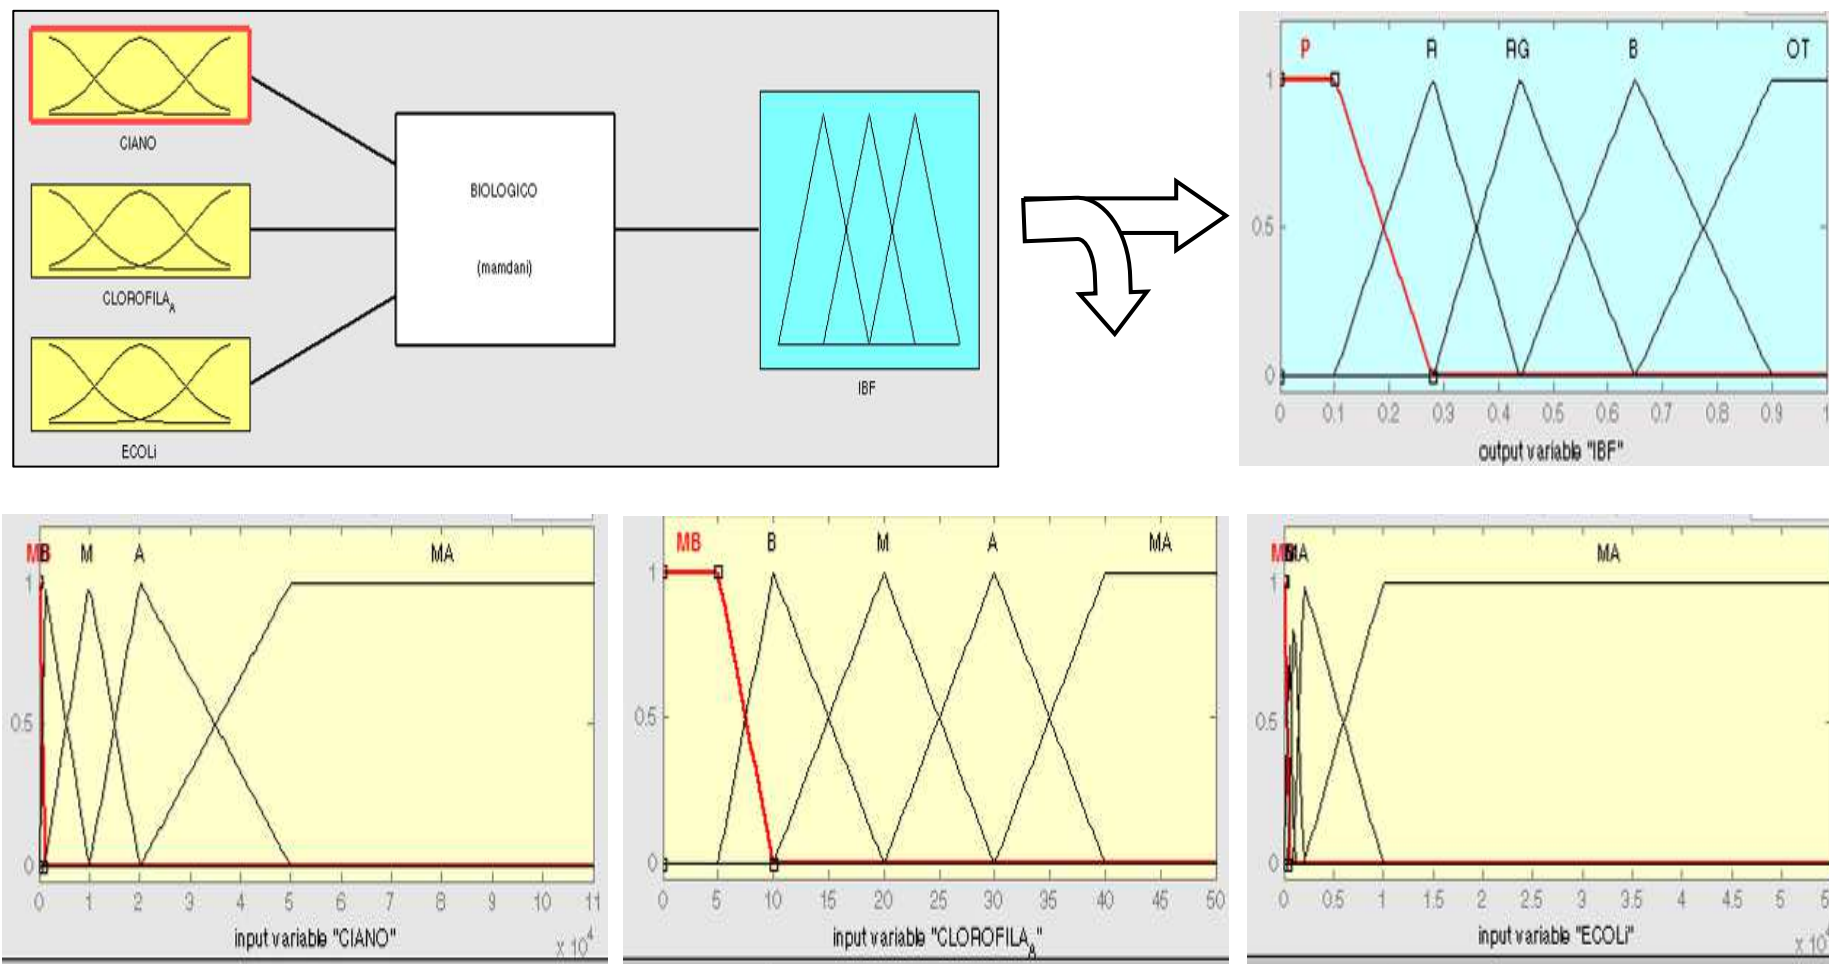 CIANO
CLOROFILA A
ECOLi
BIOLOGICO
(mamdani)
IBF
P R RG B OT
1
0.5
0
0 0.1 0.2 0.3 0.4 0.5 0.6 0.7 0.8 0.9 1
output variable "IBF"
MB M A MA
1
0.5
0
0 1 2 3 4 5 6 7 8 9 10 11
input variable "CIANO"
x 10^4
MB B M A MA
1
0.5
0
0 5 10 15 20 25 30 35 40 45 50
input variable "CLOROFILA A"
MA
1
0.5
0
0 0.5 1 1.5 2 2.5 3 3.5 4 4.5 5
input variable "ECOLi"
x 10